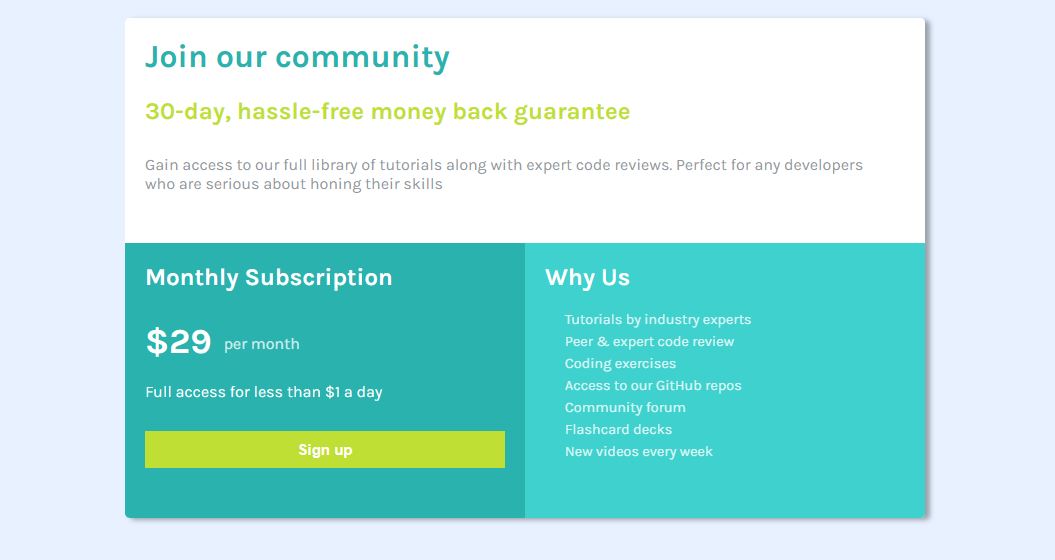 Join our community
30-day, hassle-free money back guarantee
Gain access to our full library of tutorials along with expert code reviews. Perfect for any developers
who are serious about honing their skills
Monthly Subscription
$29 per month
Full access for less than $1 a day
Sign up
Why Us
Tutorials by industry experts
Peer & expert code review
Coding exercises
Access to our GitHub repos
Community forum
Flashcard decks
New videos every week